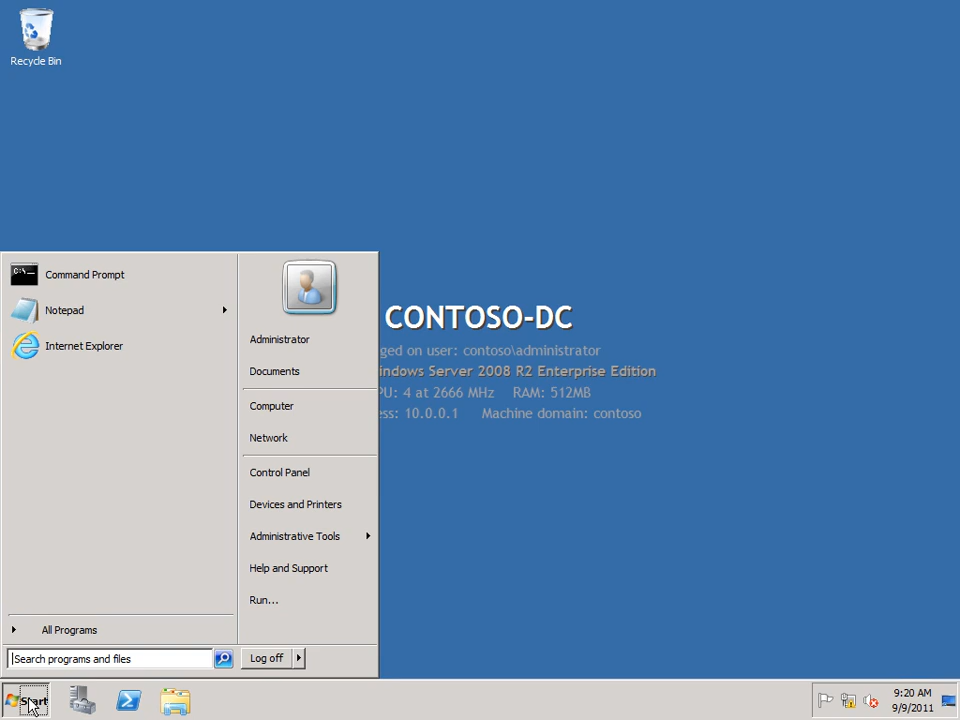 Recycle Bin
Command Prompt
Notepad
Internet Explorer
All Programs
Search programs and files
Administrator
Documents
Computer
Network
Control Panel
Devices and Printers
Administrative Tools
Help and Support
Run...
Log off
CONTOSO-DC
ged on user: contoso\administrator
indows Server 2008 R2 Enterprise Edition
PU: 4 at 2666 MHz RAM: 512MB
ess: 10.0.0.1 Machine domain: contoso
Start
9:20 AM
9/9/2011